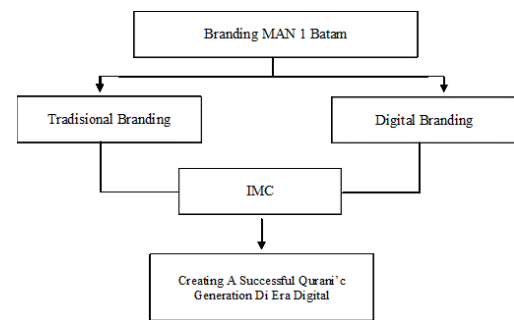 Branding MAN 1 Batam
Tradisional Branding
Digital Branding
IMC
Creating A Successful Qurani’c
Generation Di Era Digital